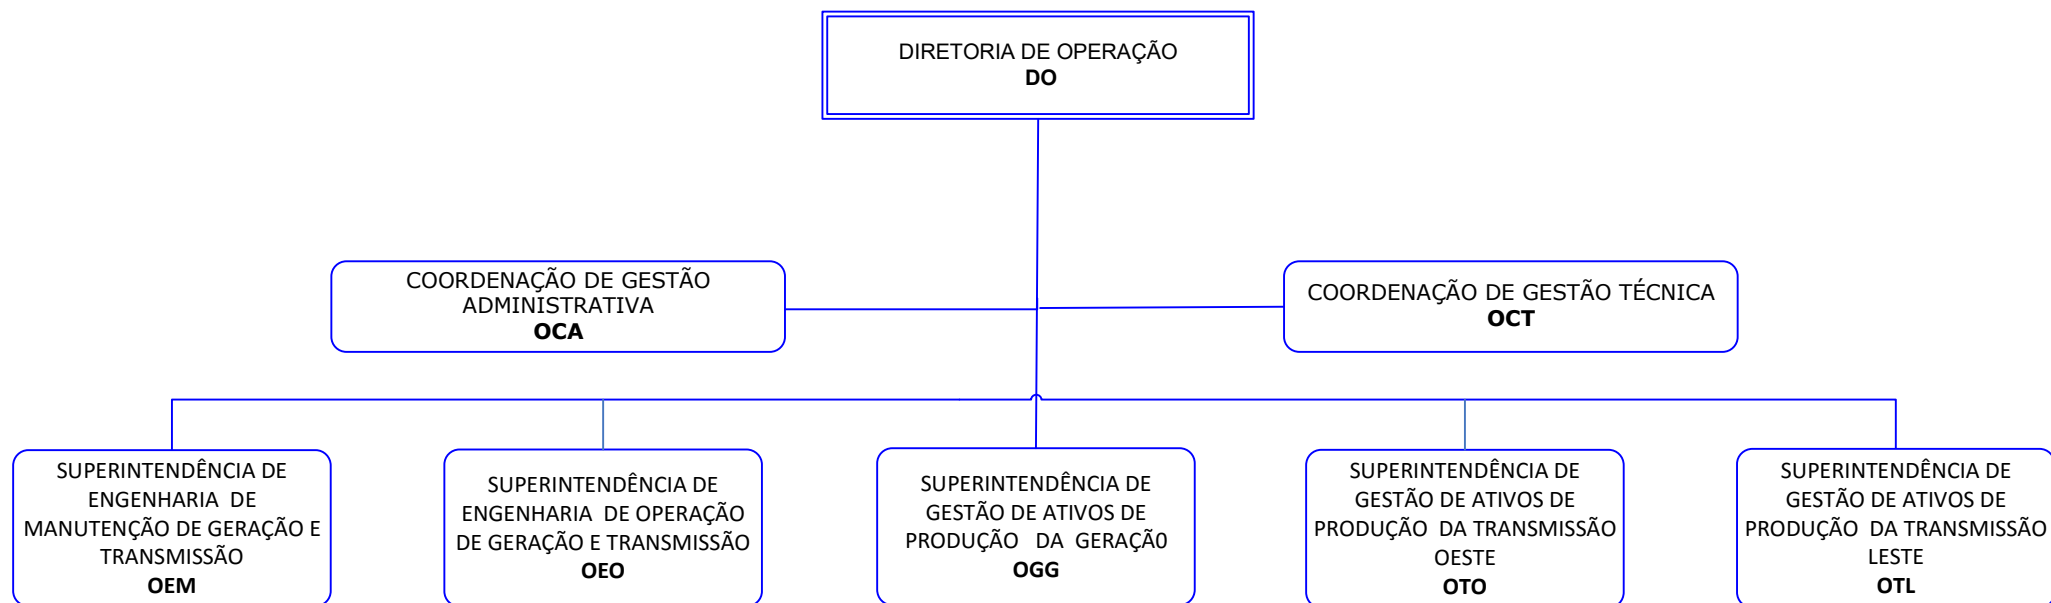 DIRETORIA DE OPERAÇÃO
DO
COORDENAÇÃO DE GESTÃO
ADMINISTRATIVA
OCA
COORDENAÇÃO DE GESTÃO TÉCNICA
OCT
SUPERINTENDÊNCIA DE
ENGENHARIA DE
MANUTENÇÃO DE GERAÇÃO E
TRANSMISSÃO
OEM
SUPERINTENDÊNCIA DE
ENGENHARIA DE OPERAÇÃO
DE GERAÇÃO E TRANSMISSÃO
OEO
SUPERINTENDÊNCIA DE
GESTÃO DE ATIVOS DE
PRODUÇÃO DA GERAÇÃ0
OGG
SUPERINTENDÊNCIA DE
GESTÃO DE ATIVOS DE
PRODUÇÃO DA TRANSMISSÃO
OESTE
OTO
SUPERINTENDÊNCIA DE
GESTÃO DE ATIVOS DE
PRODUÇÃO DA TRANSMISSÃO
LESTE
OTL